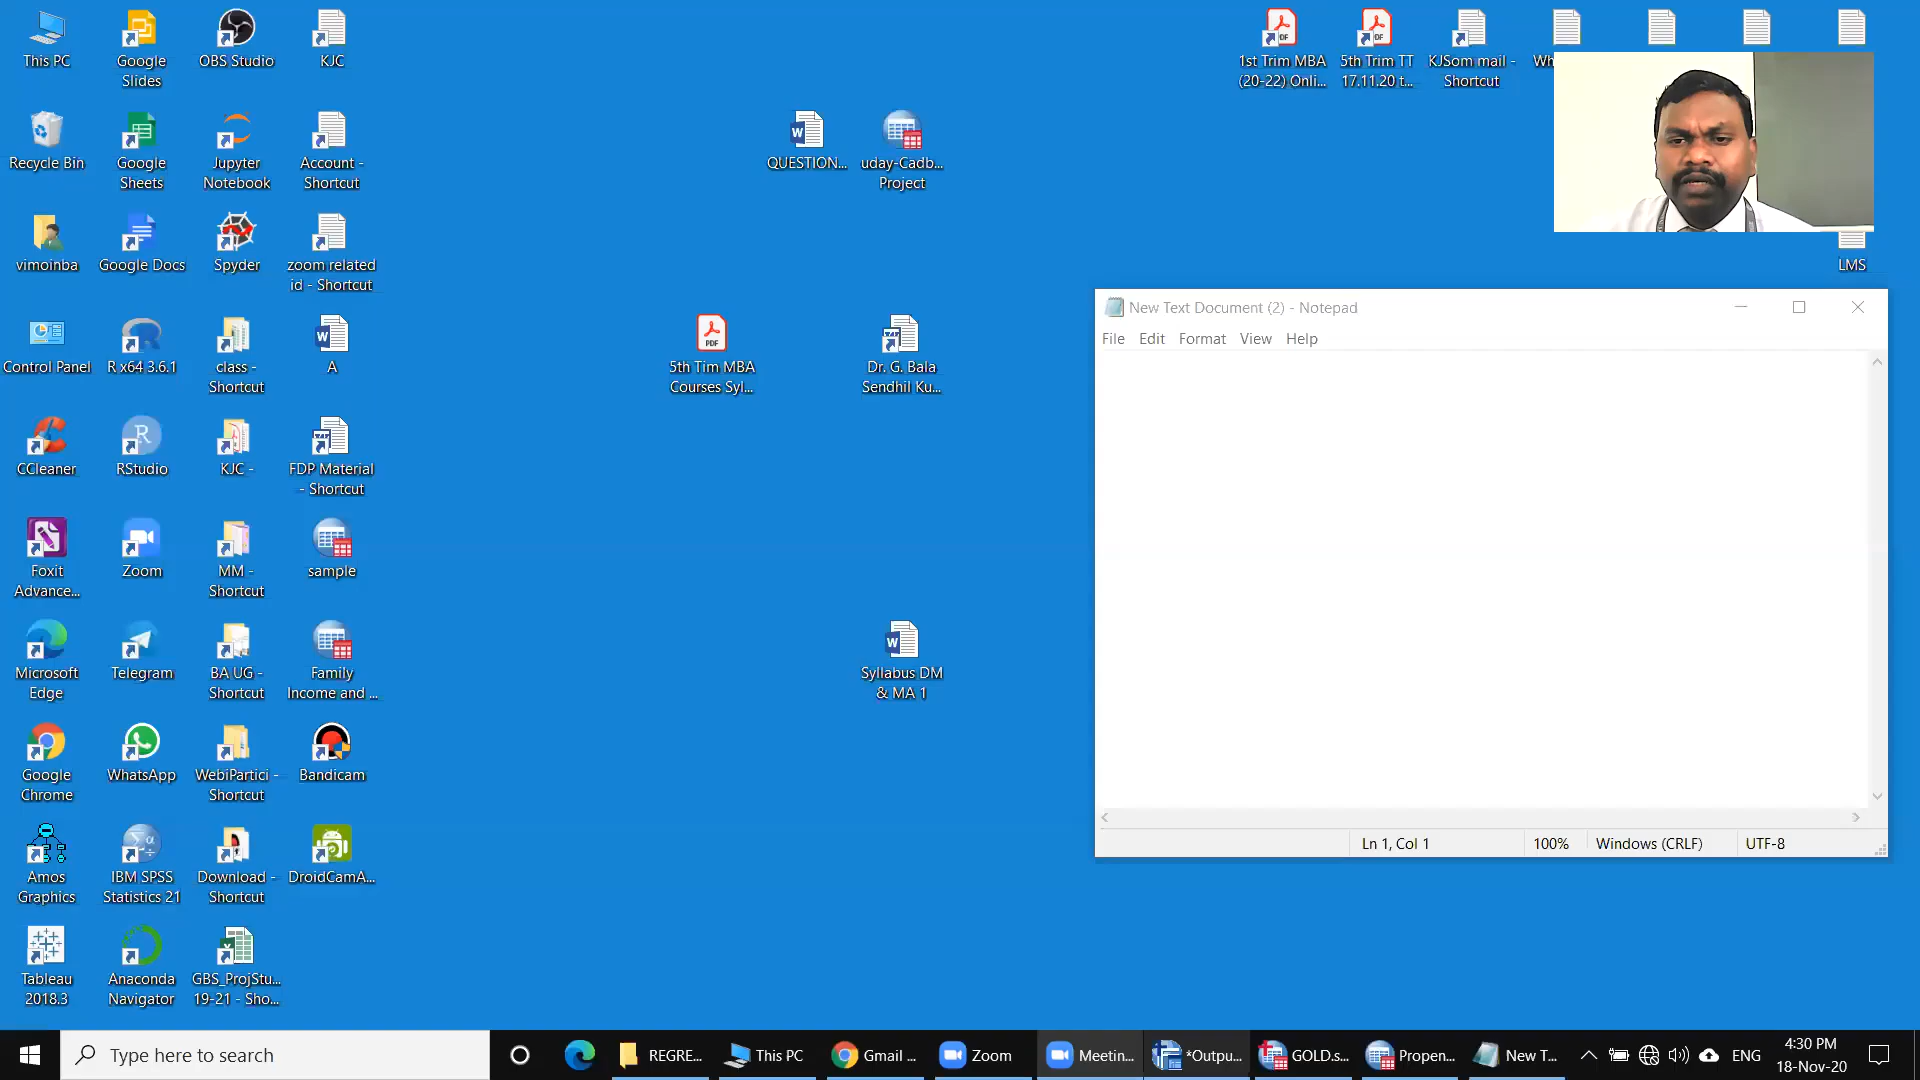 This PC
Google
Slides
OBS Studio
KJC
1st Trim MBA
(20-22) Onli...
5th Trim TT
17.11.20 t...
KJSom mail -
Shortcut
Recycle Bin
Google
Sheets
Jupyter
Notebook
Account -
Shortcut
QUESTION...
uday-Cadb...
Project
vimoinba
Google Docs
Spyder
zoom related
id - Shortcut
LMS
Control Panel
R x64 3.6.1
class -
Shortcut
A
5th Tim MBA
Courses Syl...
Dr. G. Bala
Sendhil Ku...
New Text Document (2) - Notepad
File Edit Format View Help
CCleaner
RStudio
KJC -
FDP Material
- Shortcut
Foxit
Advance...
Zoom
MM -
Shortcut
sample
Microsoft
Edge
Telegram
BA UG -
Shortcut
Family
Income and ...
Syllabus DM
& MA 1
Google
Chrome
WhatsApp
WebiPartici -
Shortcut
Bandicam
Amos
Graphics
IBM SPSS
Statistics 21
Download -
Shortcut
DroidCamA...
Ln 1, Col 1 100% Windows (CRLF) UTF-8
Tableau
2018.3
Anaconda
Navigator
GBS_ProjStu...
19-21 - Sho...
Type here to search
REGRE...
This PC
Gmail ...
Zoom
Meetin...
*Outpu...
GOLD.s...
Propen...
New T...
ENG
4:30 PM
18-Nov-20